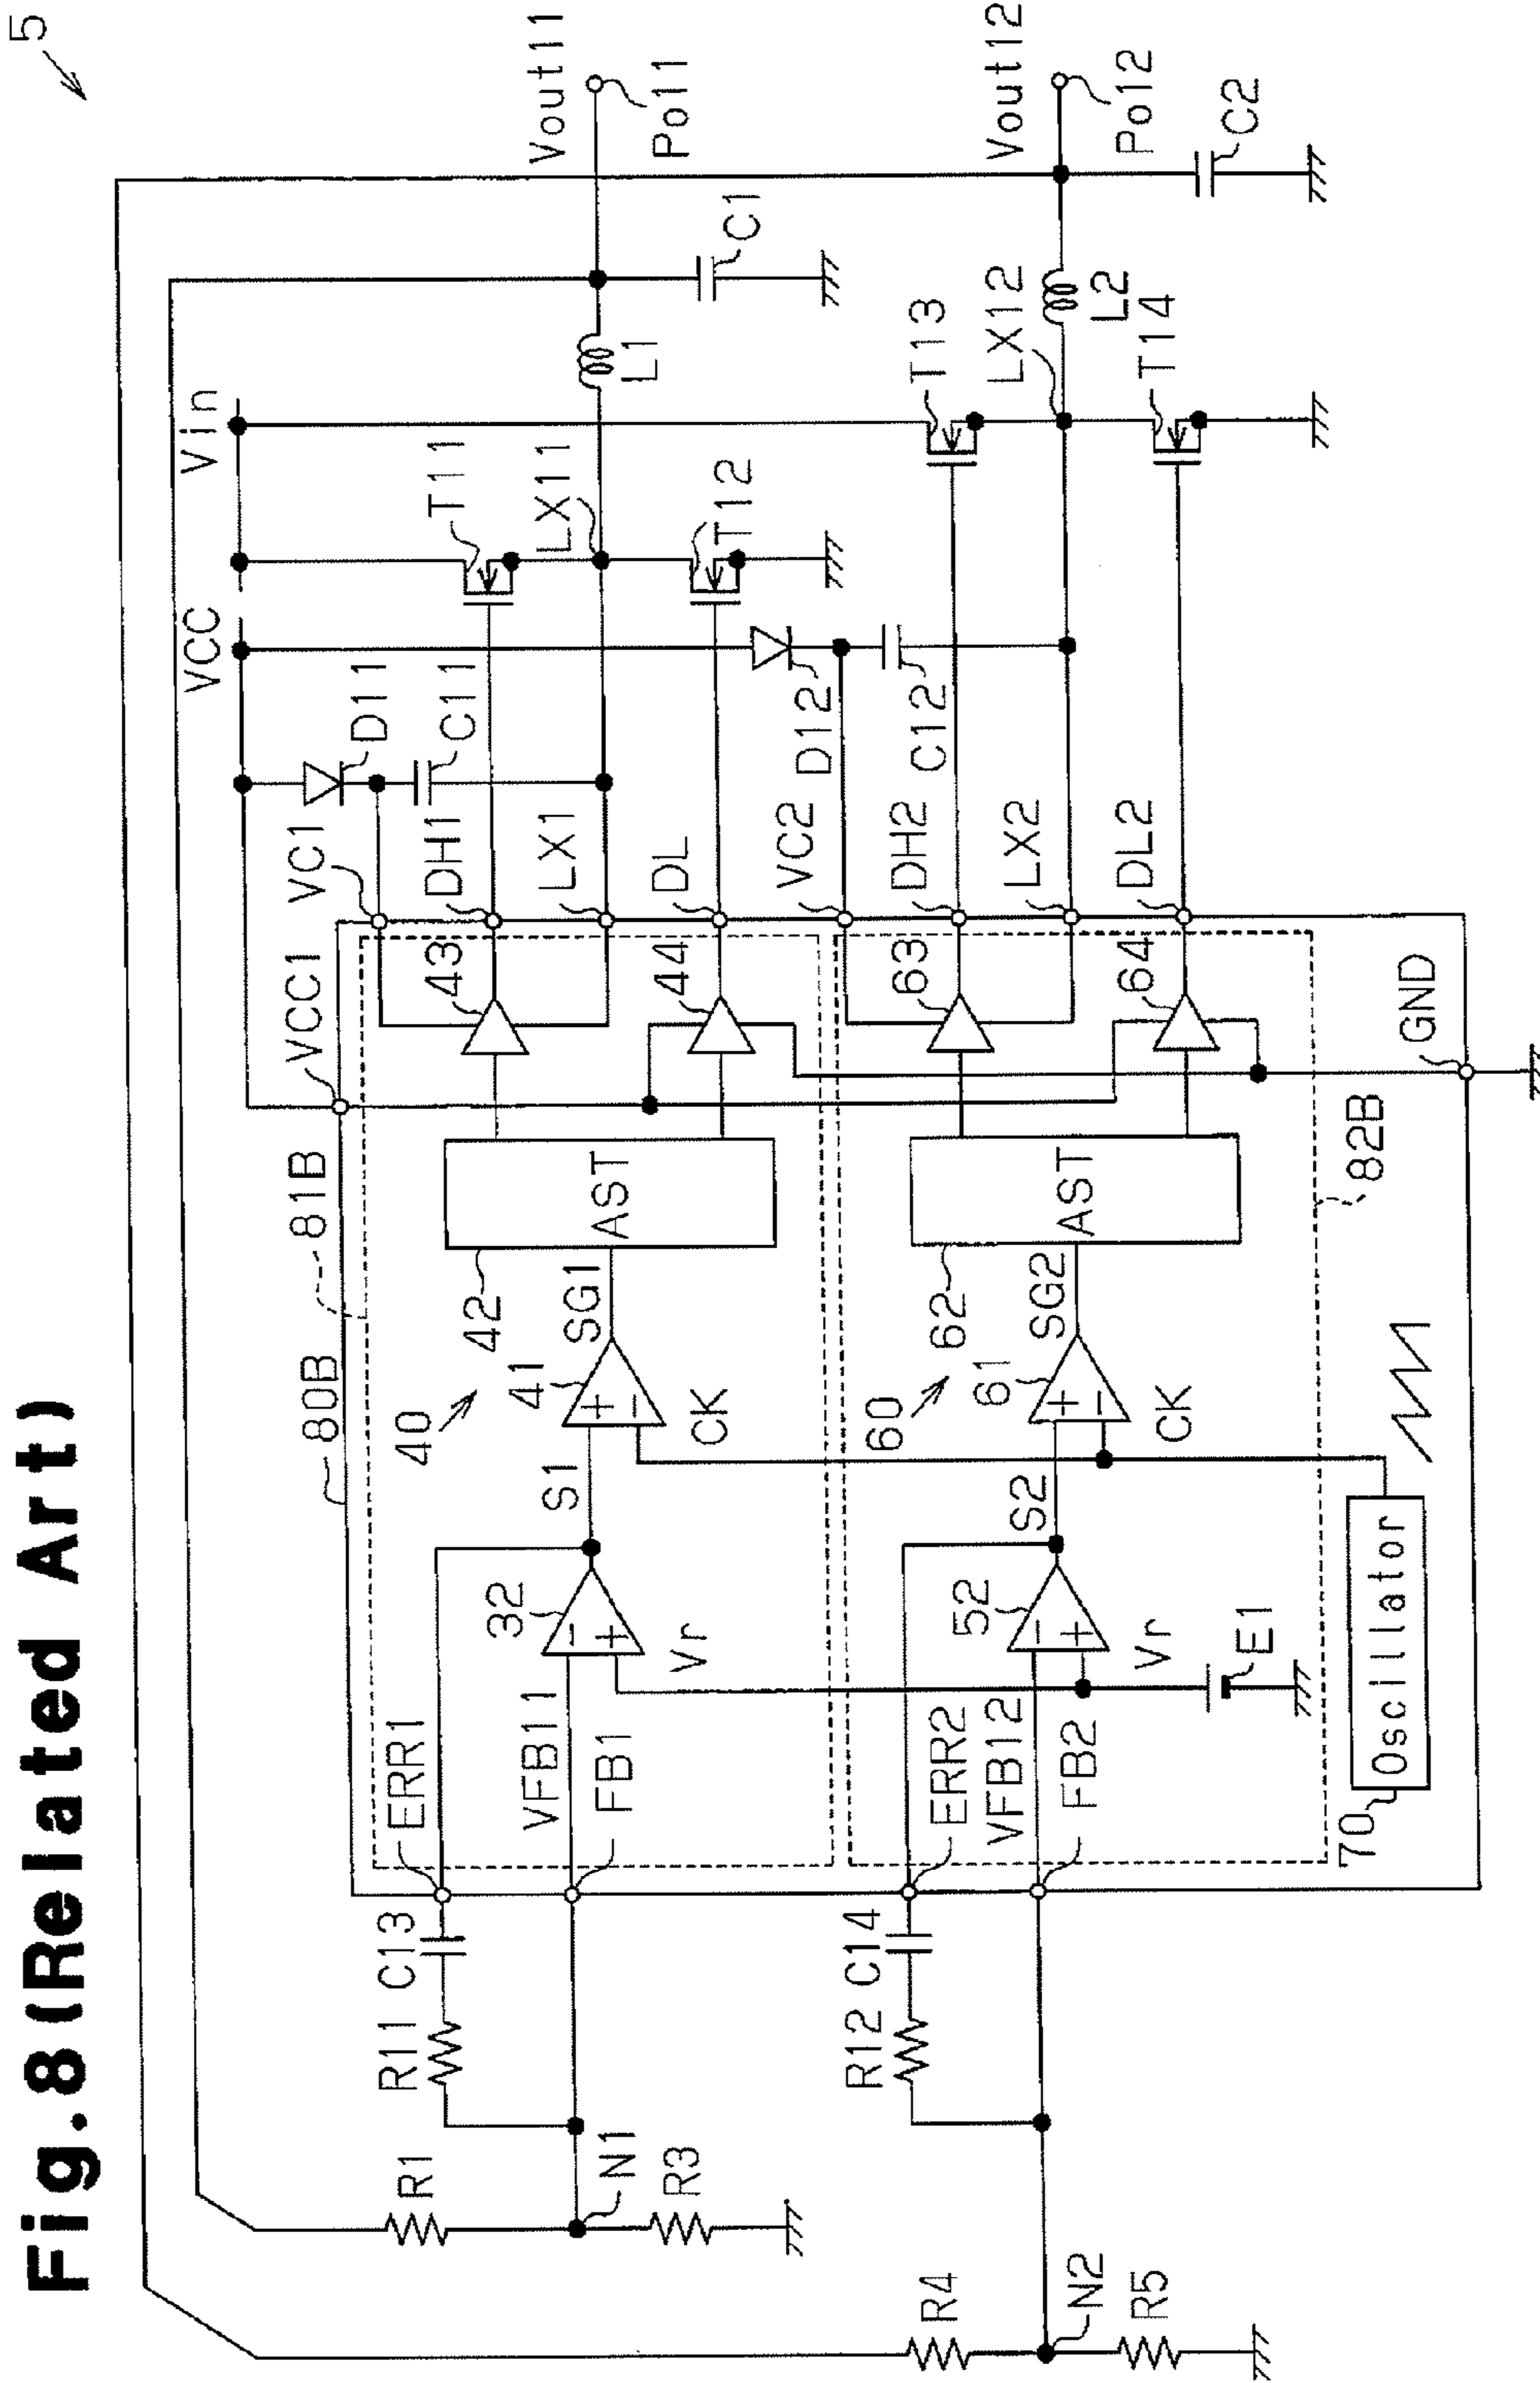 Fig.8(Related Art)
5
Vin
VCC
Vout11
Po11
Vout12
Po12
C1
C2
L1
L2
T11
LX11
T12
T13
LX12
T14
D11
C11
D12
C12
VC1
DH1
LX1
DL
VC2
DH2
LX2
DL2
VCC1
GND
80B
81B
82B
43
44
63
64
AST
42
AST
62
40
41
SG1
CK
60
61
SG2
CK
S1
S2
32
Vr
52
Vr
E1
Oscillator
70
ERR1
VFB11
FB1
ERR2
VFB12
FB2
R11
C13
R12
C14
R1
N1
R3
R4
N2
R5